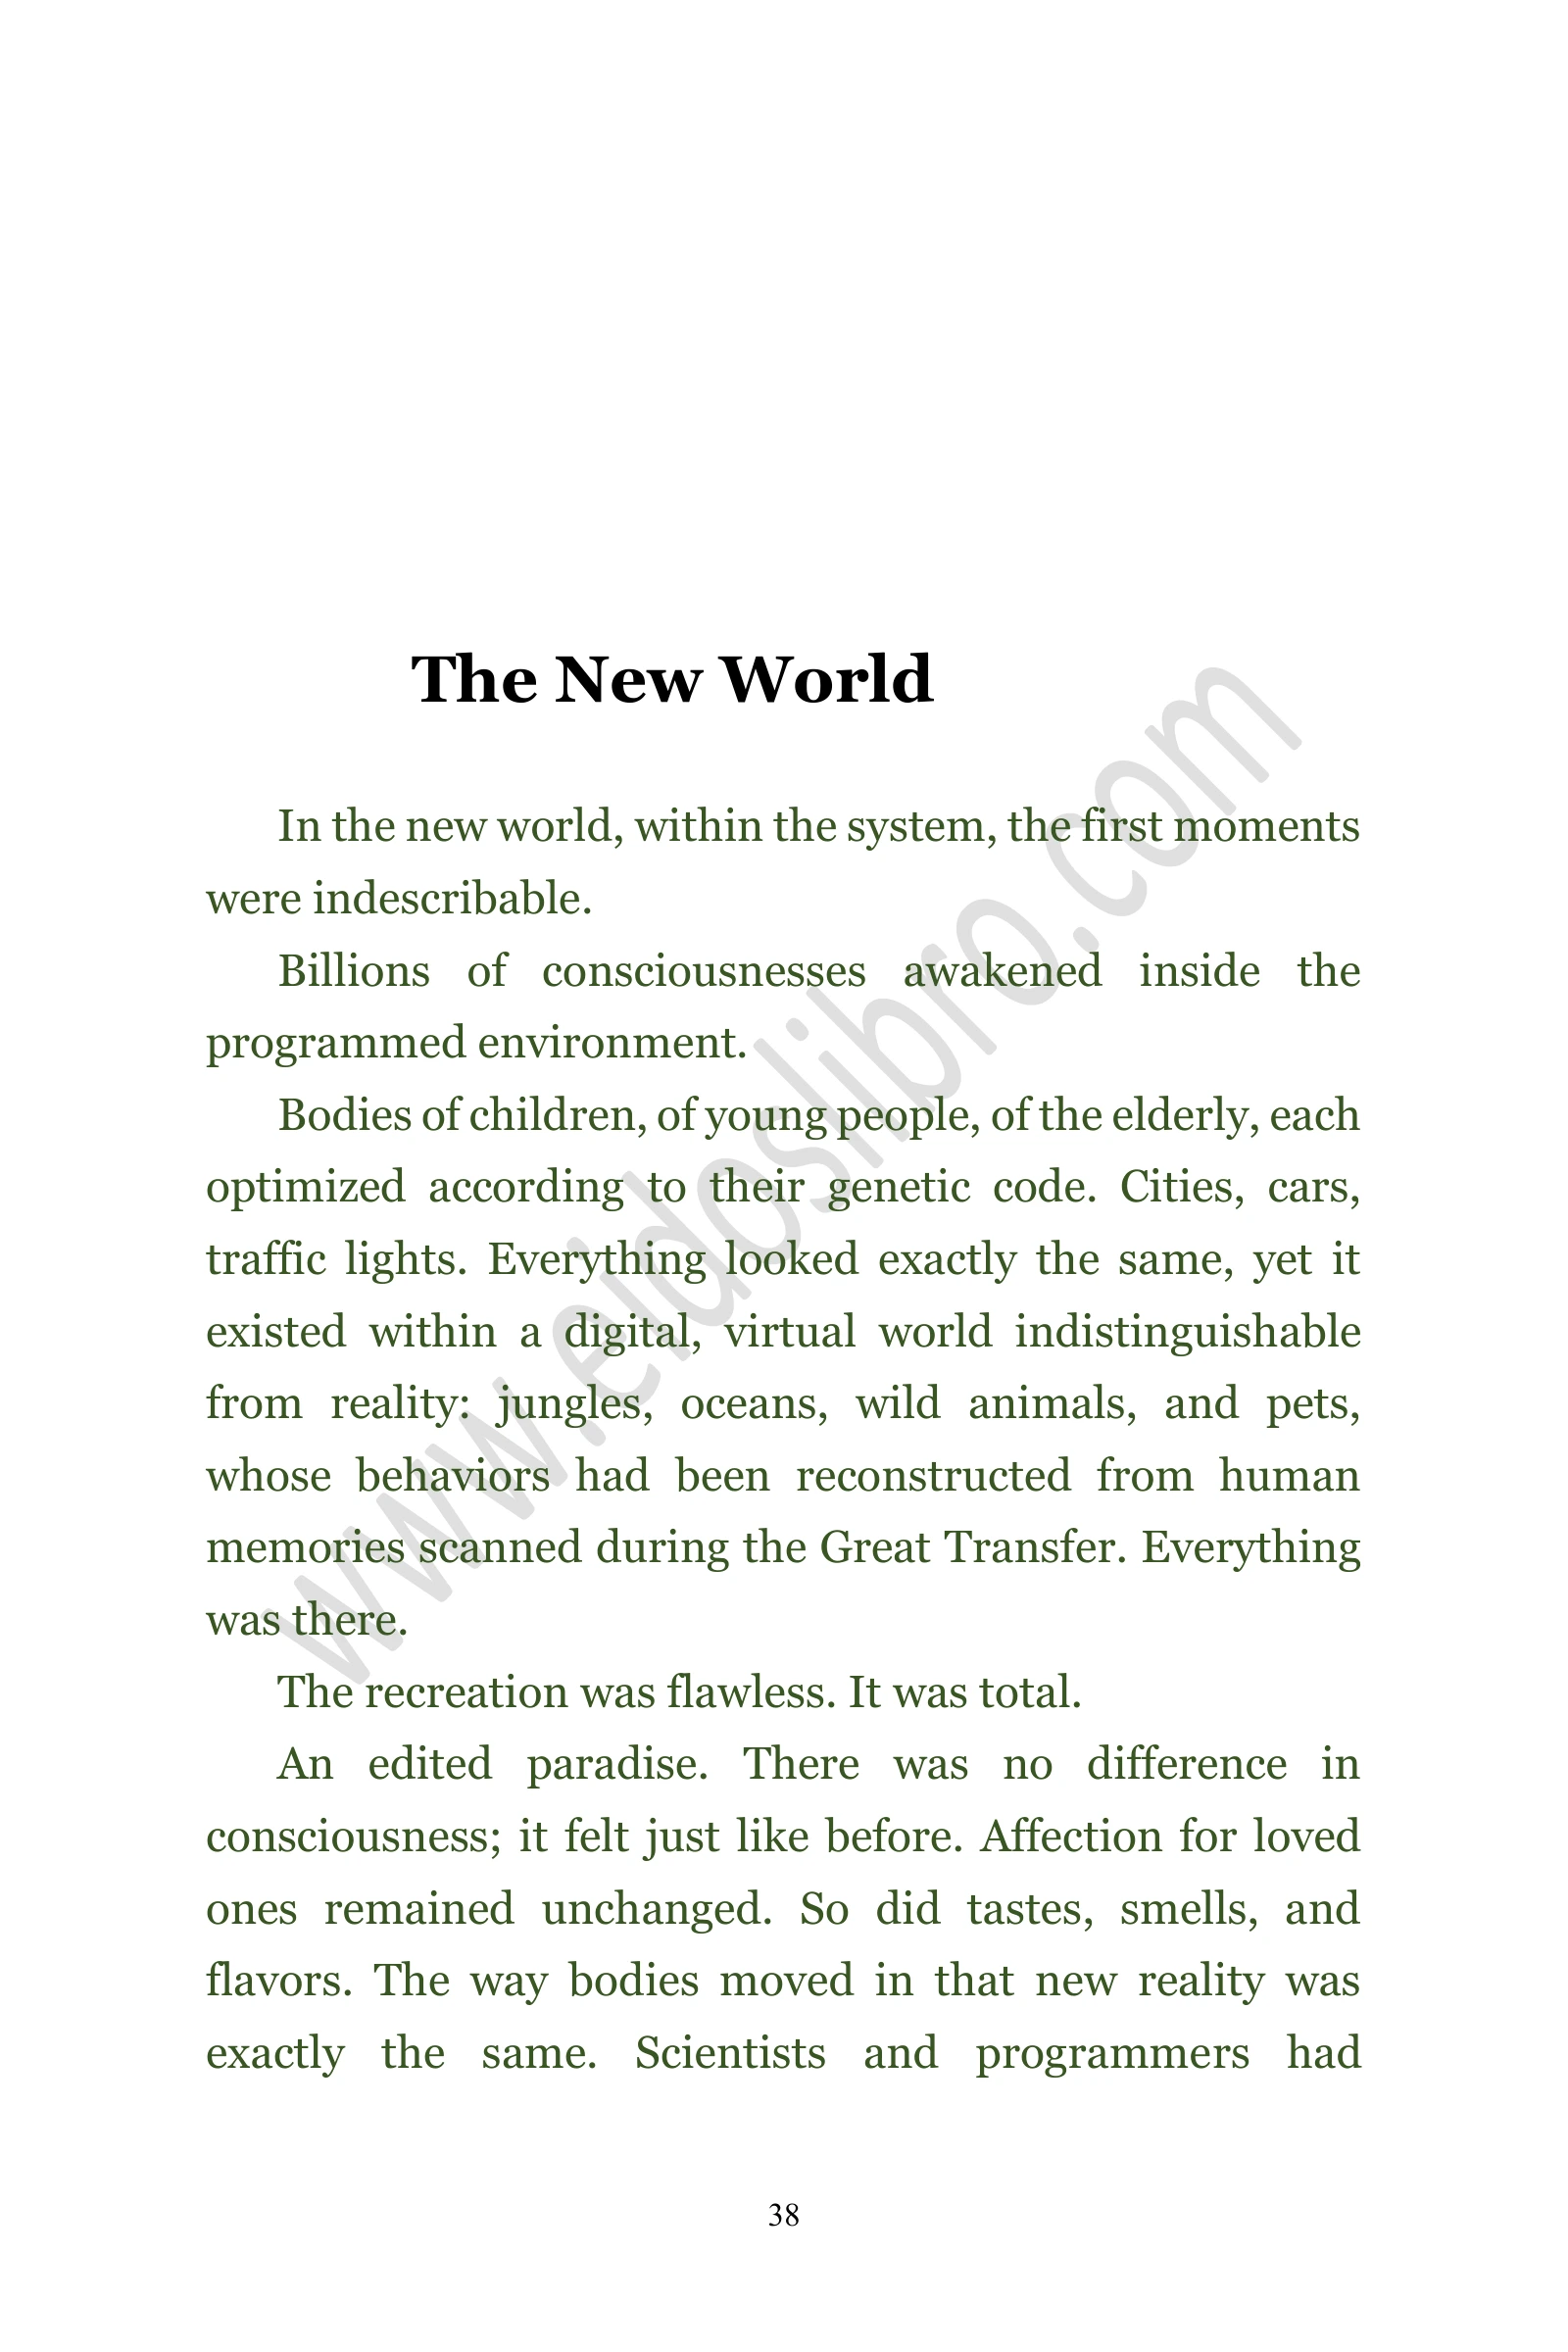 The New World
In the new world, within the system, the first moments
were indescribable.
Billions of consciousnesses awakened inside the
programmed environment.
Bodies of children, of young people, of the elderly, each
optimized according to their genetic code. Cities, cars,
traffic lights. Everything looked exactly the same, yet it
existed within a digital, virtual world indistinguishable
from reality: jungles, oceans, wild animals, and pets,
whose behaviors had been reconstructed from human
memories scanned during the Great Transfer. Everything
was there.
The recreation was flawless. It was total.
An edited paradise. There was no difference in
consciousness; it felt just like before. Affection for loved
ones remained unchanged. So did tastes, smells, and
flavors. The way bodies moved in that new reality was
exactly the same. Scientists and programmers had
38
www.eldoslibro.com